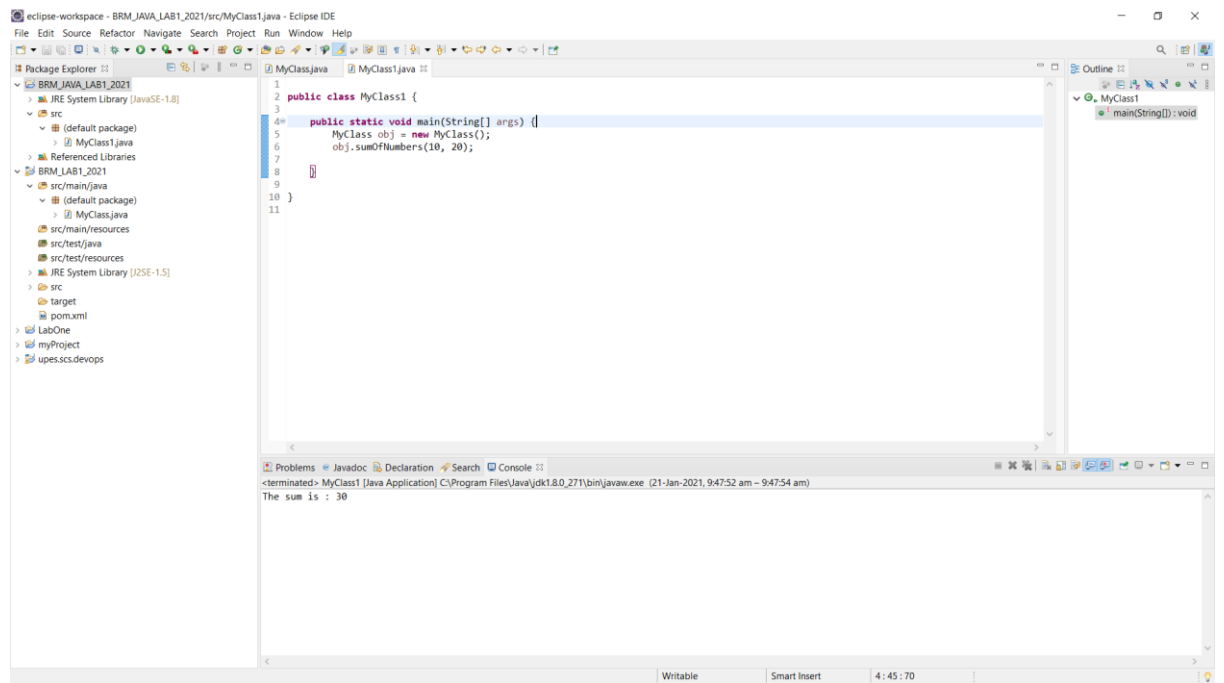 eclipse-workspace - BRM_JAVA_LAB1_2021/src/MyClass1.java - Eclipse IDE
File Edit Source Refactor Navigate Search Project Run Window Help
Package Explorer
BRM_JAVA_LAB1_2021
JRE System Library [JavaSE-1.8]
src
(default package)
MyClass1.java
Referenced Libraries
BRM_LAB1_2021
src/main/java
(default package)
MyClass.java
src/main/resources
src/test/java
src/test/resources
JRE System Library [J2SE-1.5]
src
target
pom.xml
LabOne
myProject
upes.scs.devops
MyClass.java MyClass1.java
1
2 public class MyClass1 {
3
4 public static void main(String[] args) {
5 MyClass obj = new MyClass();
6 obj.sumOfNumbers(10, 20);
7
8 }
9
10 }
11
Outline
MyClass1
main(String[]) : void
Problems Javadoc Declaration Search Console
<terminated> MyClass1 [Java Application] C:\Program Files\Java\jdk1.8.0_271\bin\javaw.exe (21-Jan-2021, 9:47:52 am – 9:47:54 am)
The sum is : 30
Writable Smart Insert 4 : 45 : 70